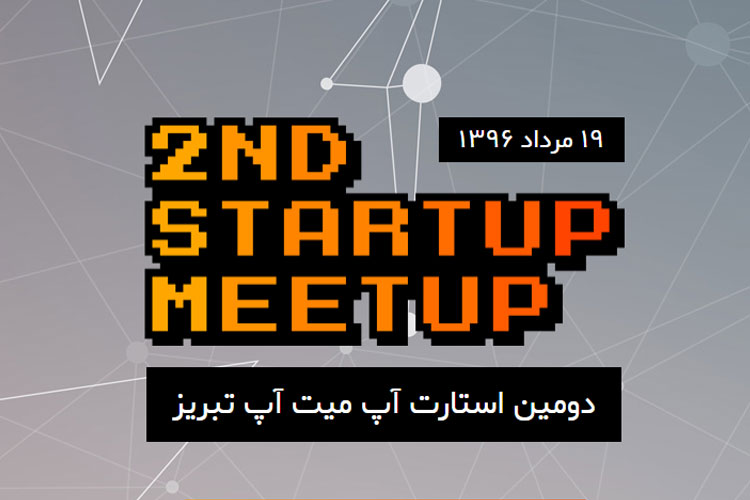 2ND
۱۹ مرداد ۱۳۹۶
STARTUP
MEETUP
دومین استارت آپ میت آپ تبریز